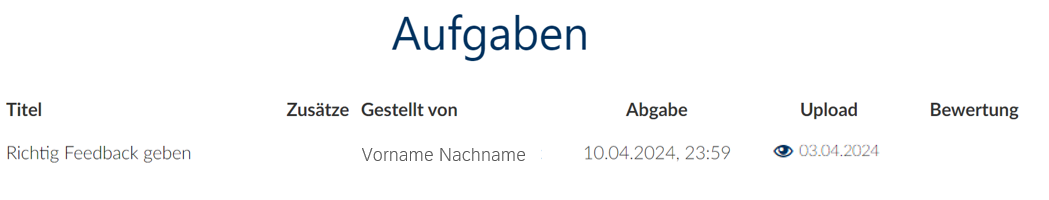 Aufgaben
Titel Zusätze Gestellt von Abgabe Upload Bewertung
Richtig Feedback geben Vorname Nachname 10.04.2024, 23:59 03.04.2024